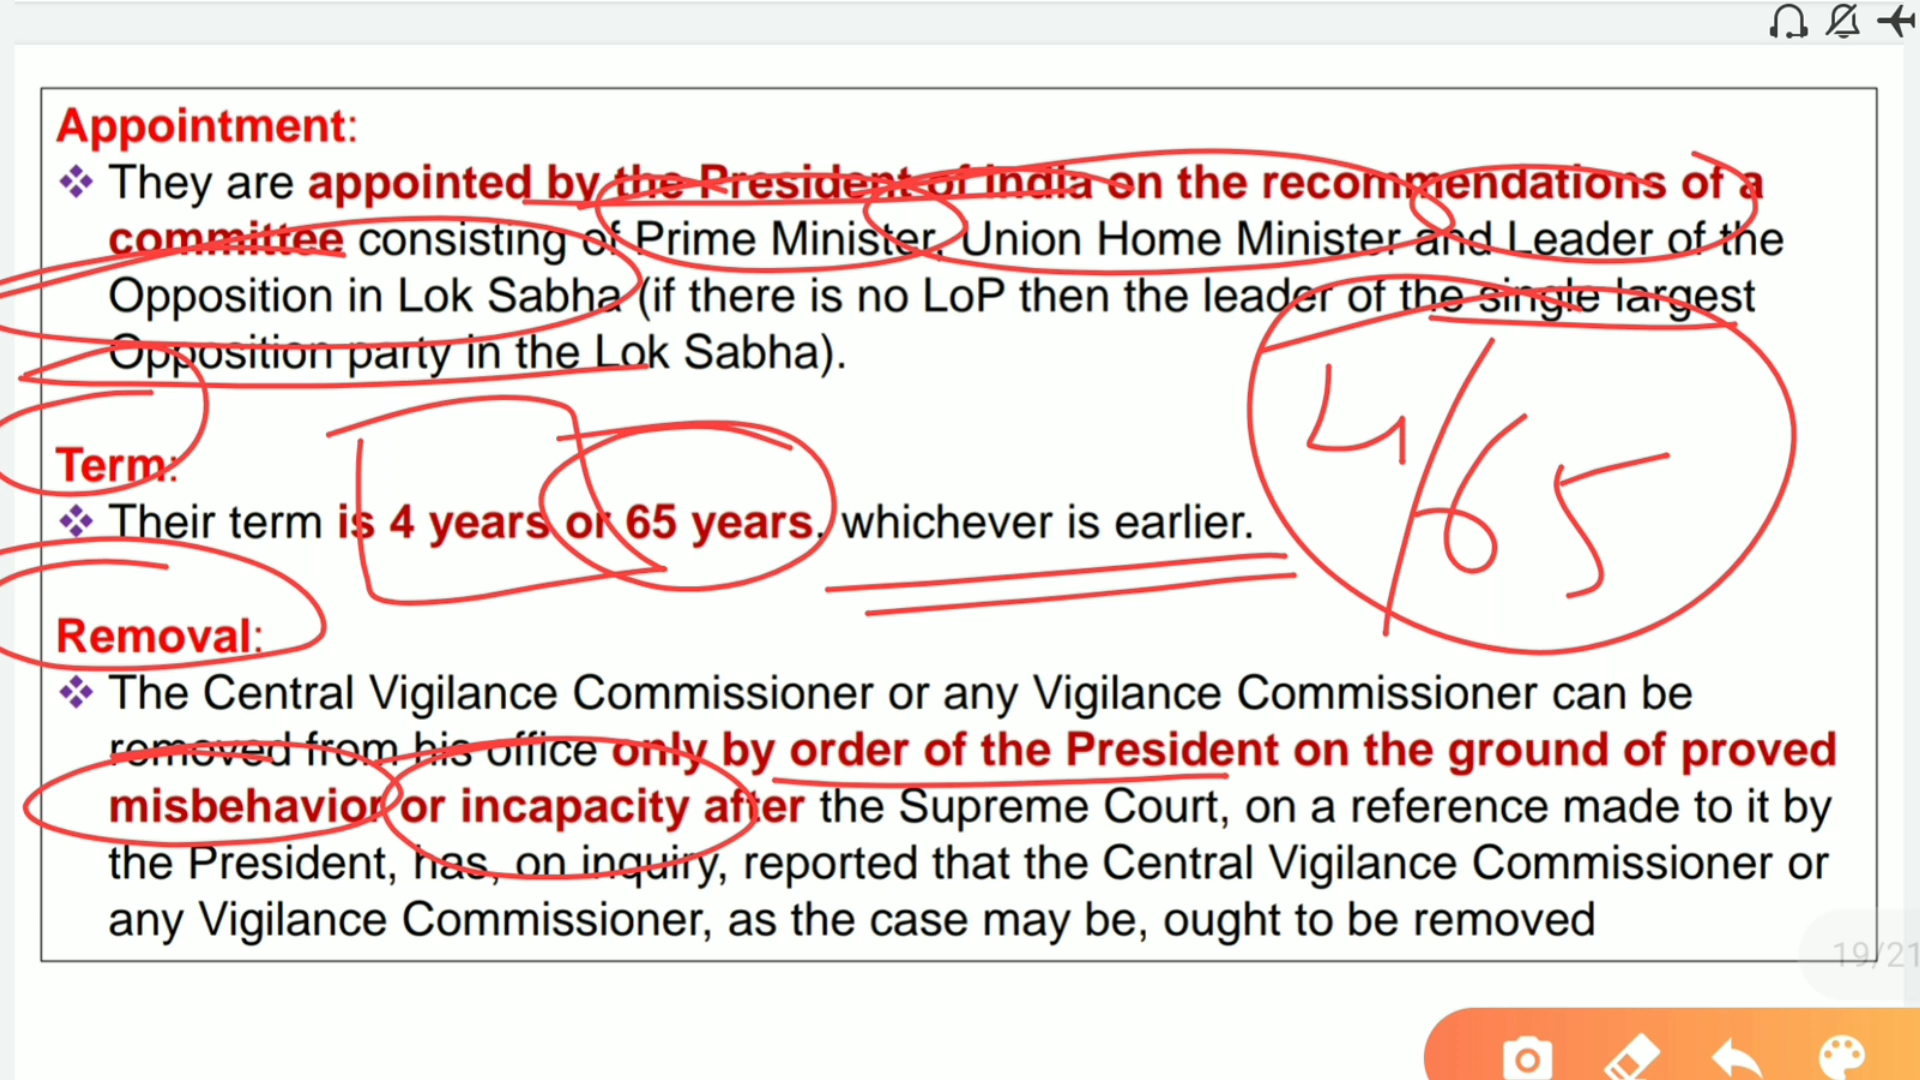 Appointment:
❖ They are appointed by the President of India on the recommendations of a
committee consisting of Prime Minister, Union Home Minister and Leader of the
Opposition in Lok Sabha (if there is no LoP then the leader of the single largest
Opposition party in the Lok Sabha).
Term:
❖ Their term is 4 years or 65 years, whichever is earlier.
4/65
Removal:
❖ The Central Vigilance Commissioner or any Vigilance Commissioner can be
removed from his office only by order of the President on the ground of proved
misbehavior or incapacity after the Supreme Court, on a reference made to it by
the President, has, on inquiry, reported that the Central Vigilance Commissioner or
any Vigilance Commissioner, as the case may be, ought to be removed
19/21